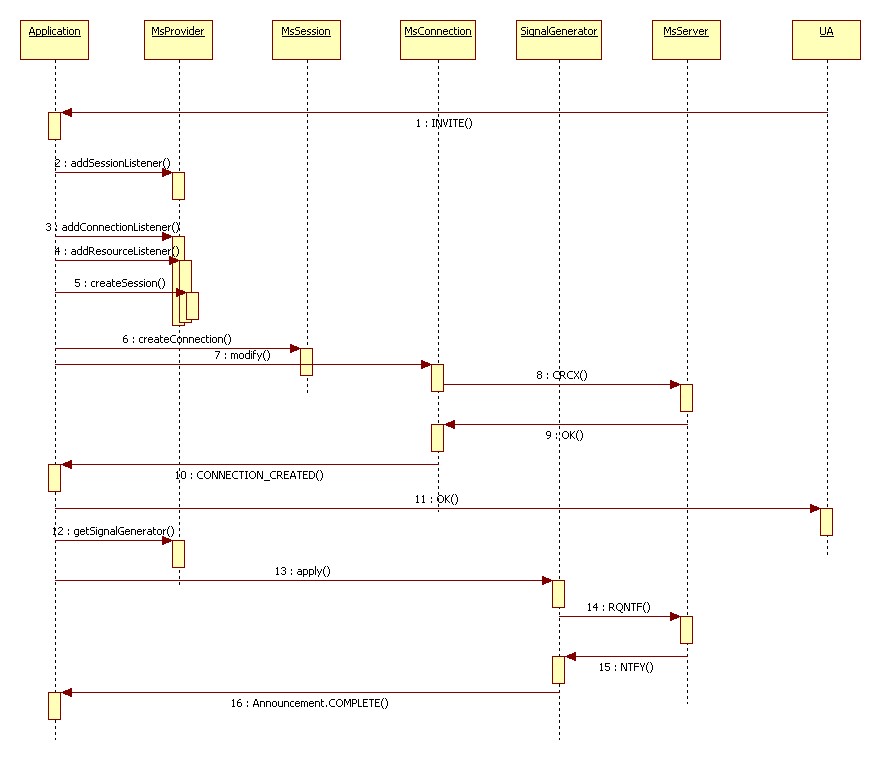 Application
MsProvider
MsSession
MsConnection
SignalGenerator
MsServer
UA
1 : INVITE()
2 : addSessionListener()
3 : addConnectionListener()
4 : addResourceListener()
5 : createSession()
6 : createConnection()
7 : modify()
8 : CRCX()
9 : OK()
10 : CONNECTION_CREATED()
11 : OK()
12 : getSignalGenerator()
13 : apply()
14 : RQNTF()
15 : NTFY()
16 : Announcement.COMPLETE()